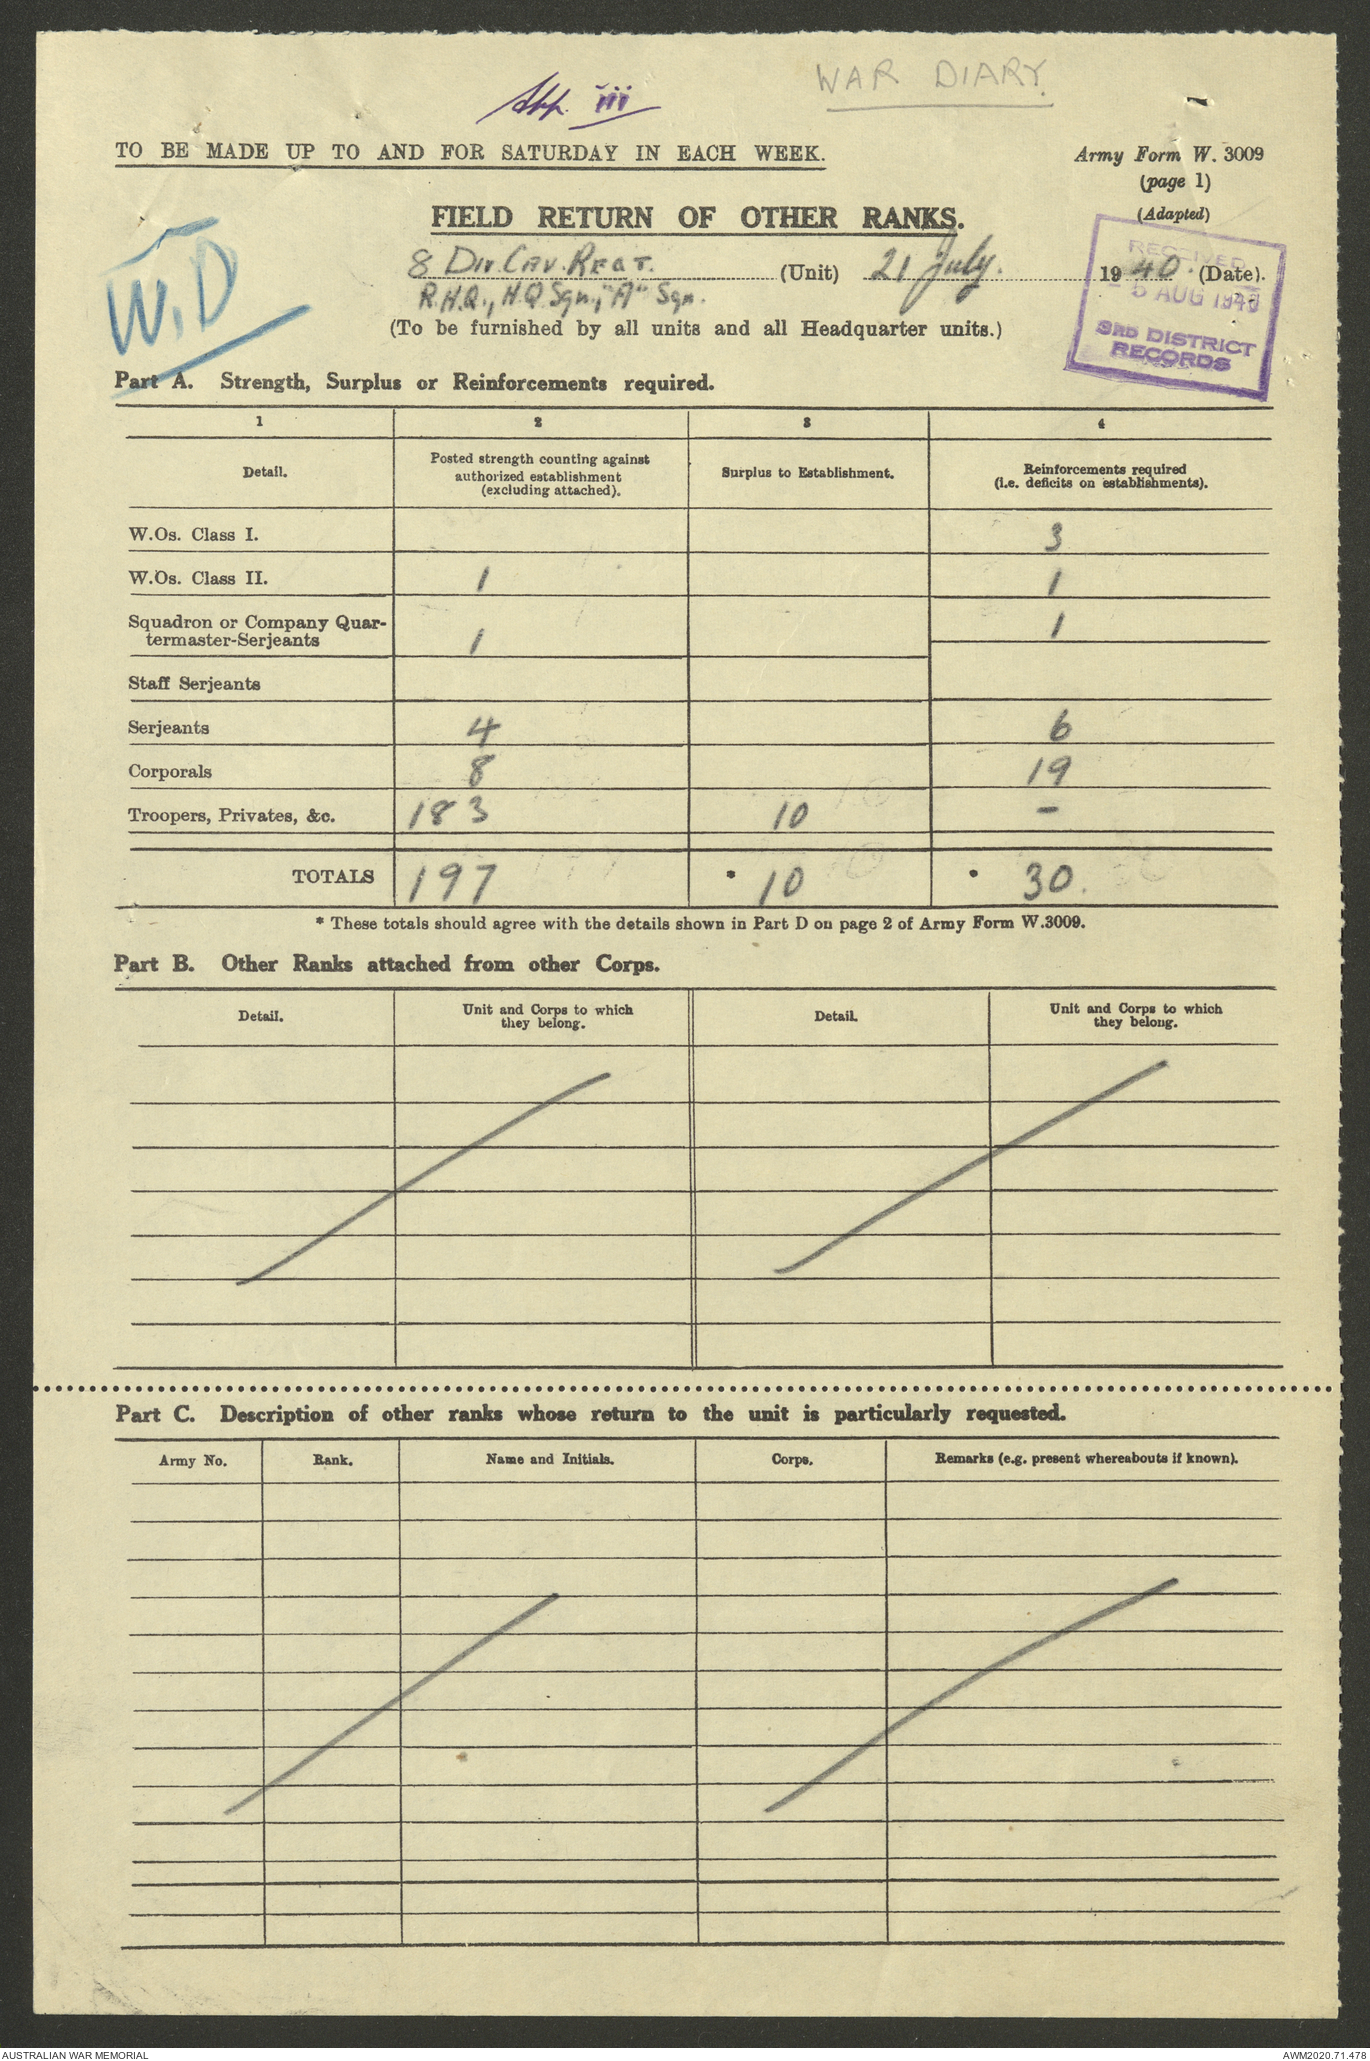 WAR DIARY.
App. iii
TO BE MADE UP TO AND FOR SATURDAY IN EACH WEEK.
Army Form W. 3009
(page 1)
(Adapted)
FIELD RETURN OF OTHER RANKS.
W.D
8 DIV. CAV. REGT. (Unit) 21 July. 1940. (Date).
R.H.Q., H.Q. Sqn., "A" Sqn.
(To be furnished by all units and all Headquarter units.)
RECEIVED
- 5 AUG 1940
3RD DISTRICT
RECORDS
Part A. Strength, Surplus or Reinforcements required.
1 2 3 4
Detail. Posted strength counting against authorized establishment (excluding attached). Surplus to Establishment. Reinforcements required (i.e. deficits on establishments).
W.Os. Class I. 3
W.Os. Class II. 1 1
Squadron or Company Quar-
termaster-Serjeants 1 1
Staff Serjeants
Serjeants 4 6
Corporals 8 19
Troopers, Privates, &c. 183 10 -
TOTALS 197 * 10 * 30.
* These totals should agree with the details shown in Part D on page 2 of Army Form W.3009.
Part B. Other Ranks attached from other Corps.
Detail. Unit and Corps to which they belong. Detail. Unit and Corps to which they belong.
Part C. Description of other ranks whose return to the unit is particularly requested.
Army No. Rank. Name and Initials. Corps. Remarks (e.g. present whereabouts if known).
AUSTRALIAN WAR MEMORIAL AWM2020.71.478